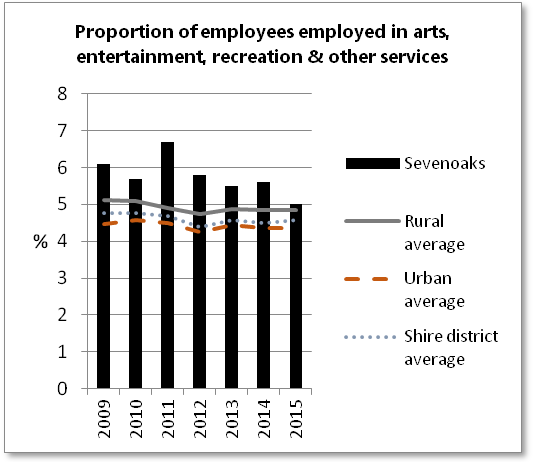 Proportion of employees employed in arts,
entertainment, recreation & other services
8
7
6
5
4
3
2
1
0
%
2009
2010
2011
2012
2013
2014
2015
Sevenoaks
Rural
average
Urban
average
Shire district
average